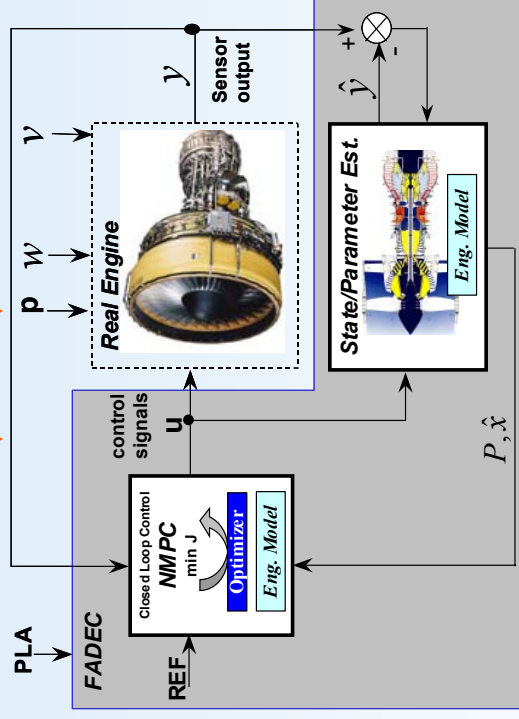 PLA
p w v
FADEC
Real Engine
control
signals
u
y
Sensor
output
REF
Closed Loop Control
NMPC
min J
Optimizer
Eng. Model
+
-
ŷ
State/Parameter Est.
Eng. Model
P, x̂